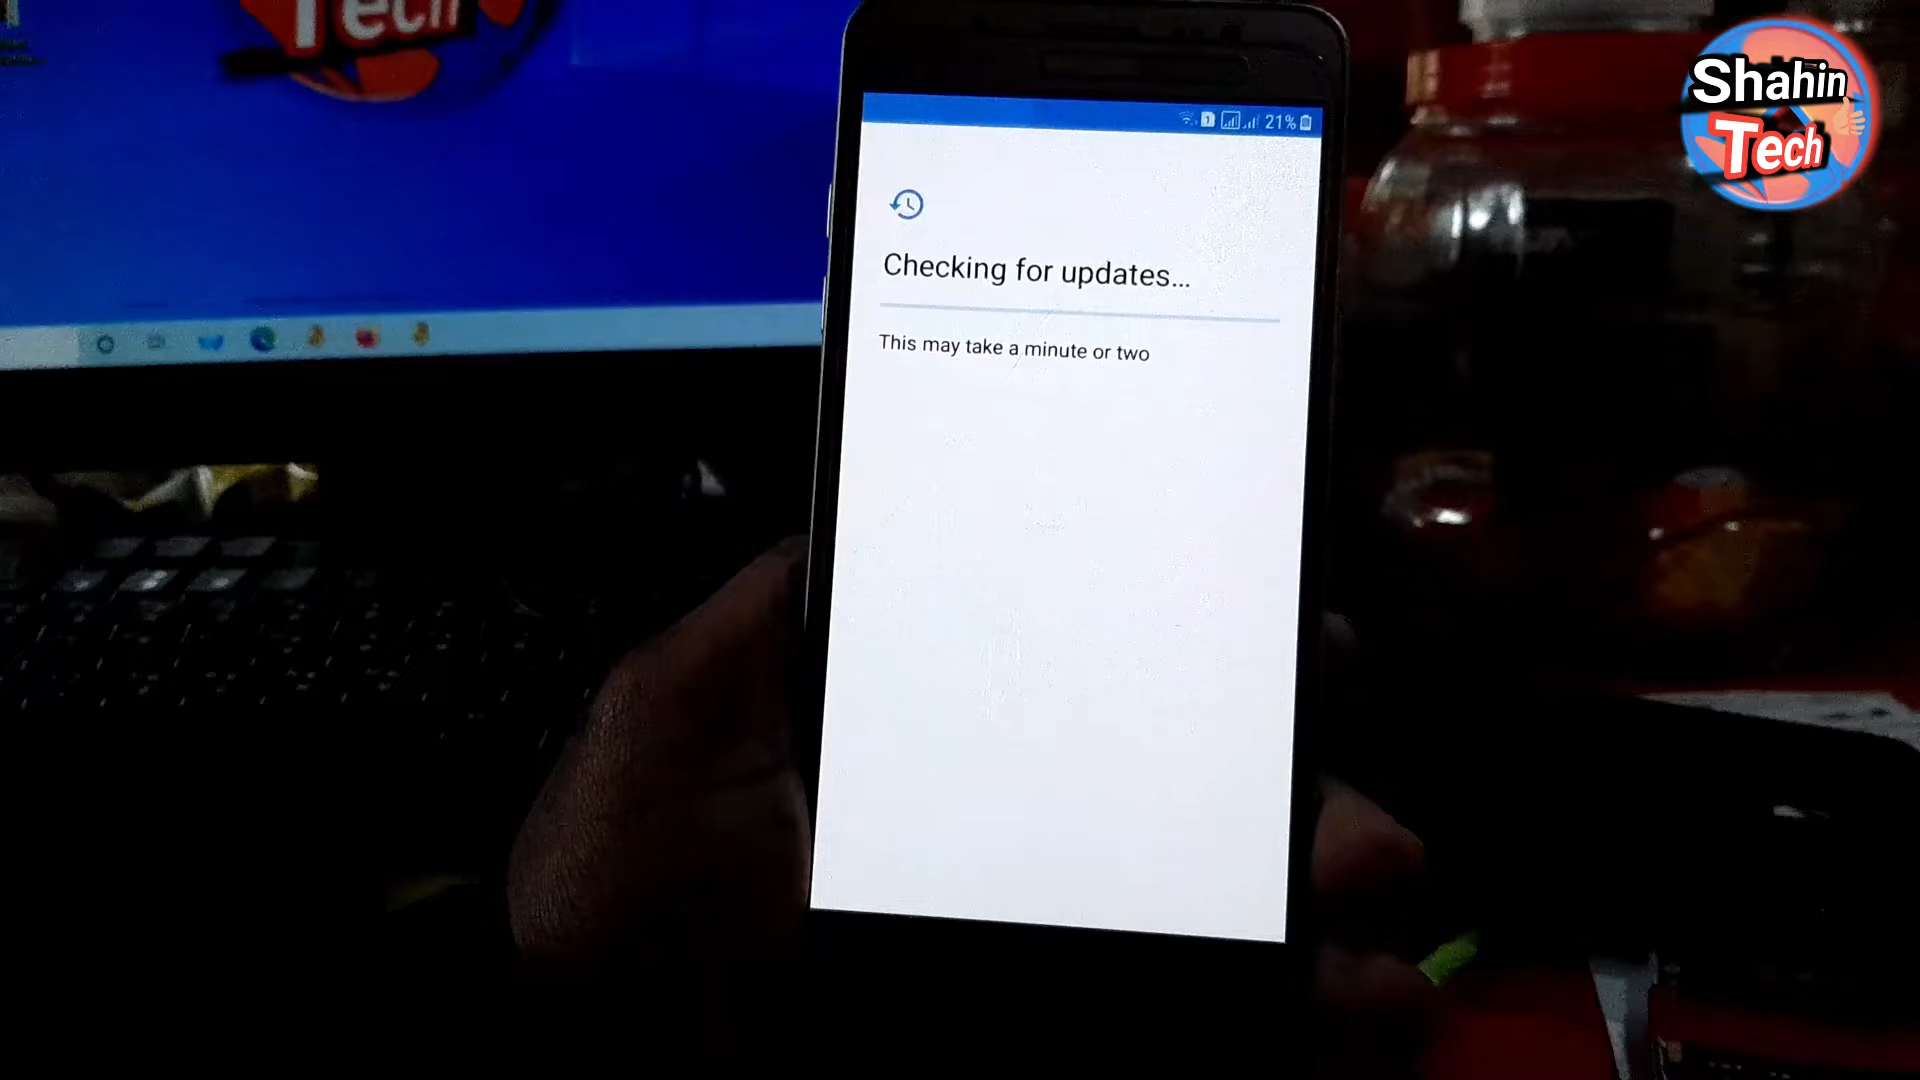 Tech
Shahin
Tech
21%
Checking for updates...
This may take a minute or two